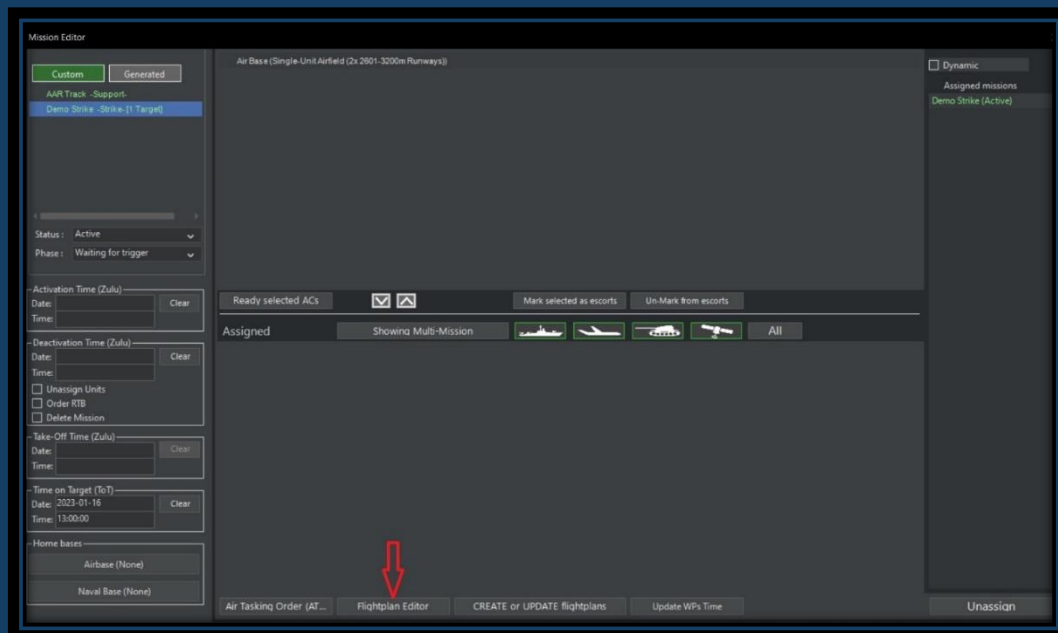 Mission Editor
Custom
Generated
AAR Track -Support-
Demo Strike -Strike- [1 Target]
Status :
Active
Phase :
Waiting for trigger
Activation Time (Zulu)
Date:
Clear
Time:
Deactivation Time (Zulu)
Date:
Clear
Time:
Unassign Units
Order RTB
Delete Mission
Take-Off Time (Zulu)
Date:
Clear
Time:
Time on Target (ToT)
Date: 2023-01-16
Clear
Time: 13:00:00
Home bases
Airbase (None)
Naval Base (None)
Air Base (Single-Unit Airfield (2x 2601-3200m Runways))
Ready selected ACs
Mark selected as escorts
Un-Mark from escorts
Assigned
Showing Multi-Mission
All
Air Tasking Order (AT...
Flightplan Editor
CREATE or UPDATE flightplans
Update WPs Time
Dynamic
Assigned missions
Demo Strike (Active)
Unassign